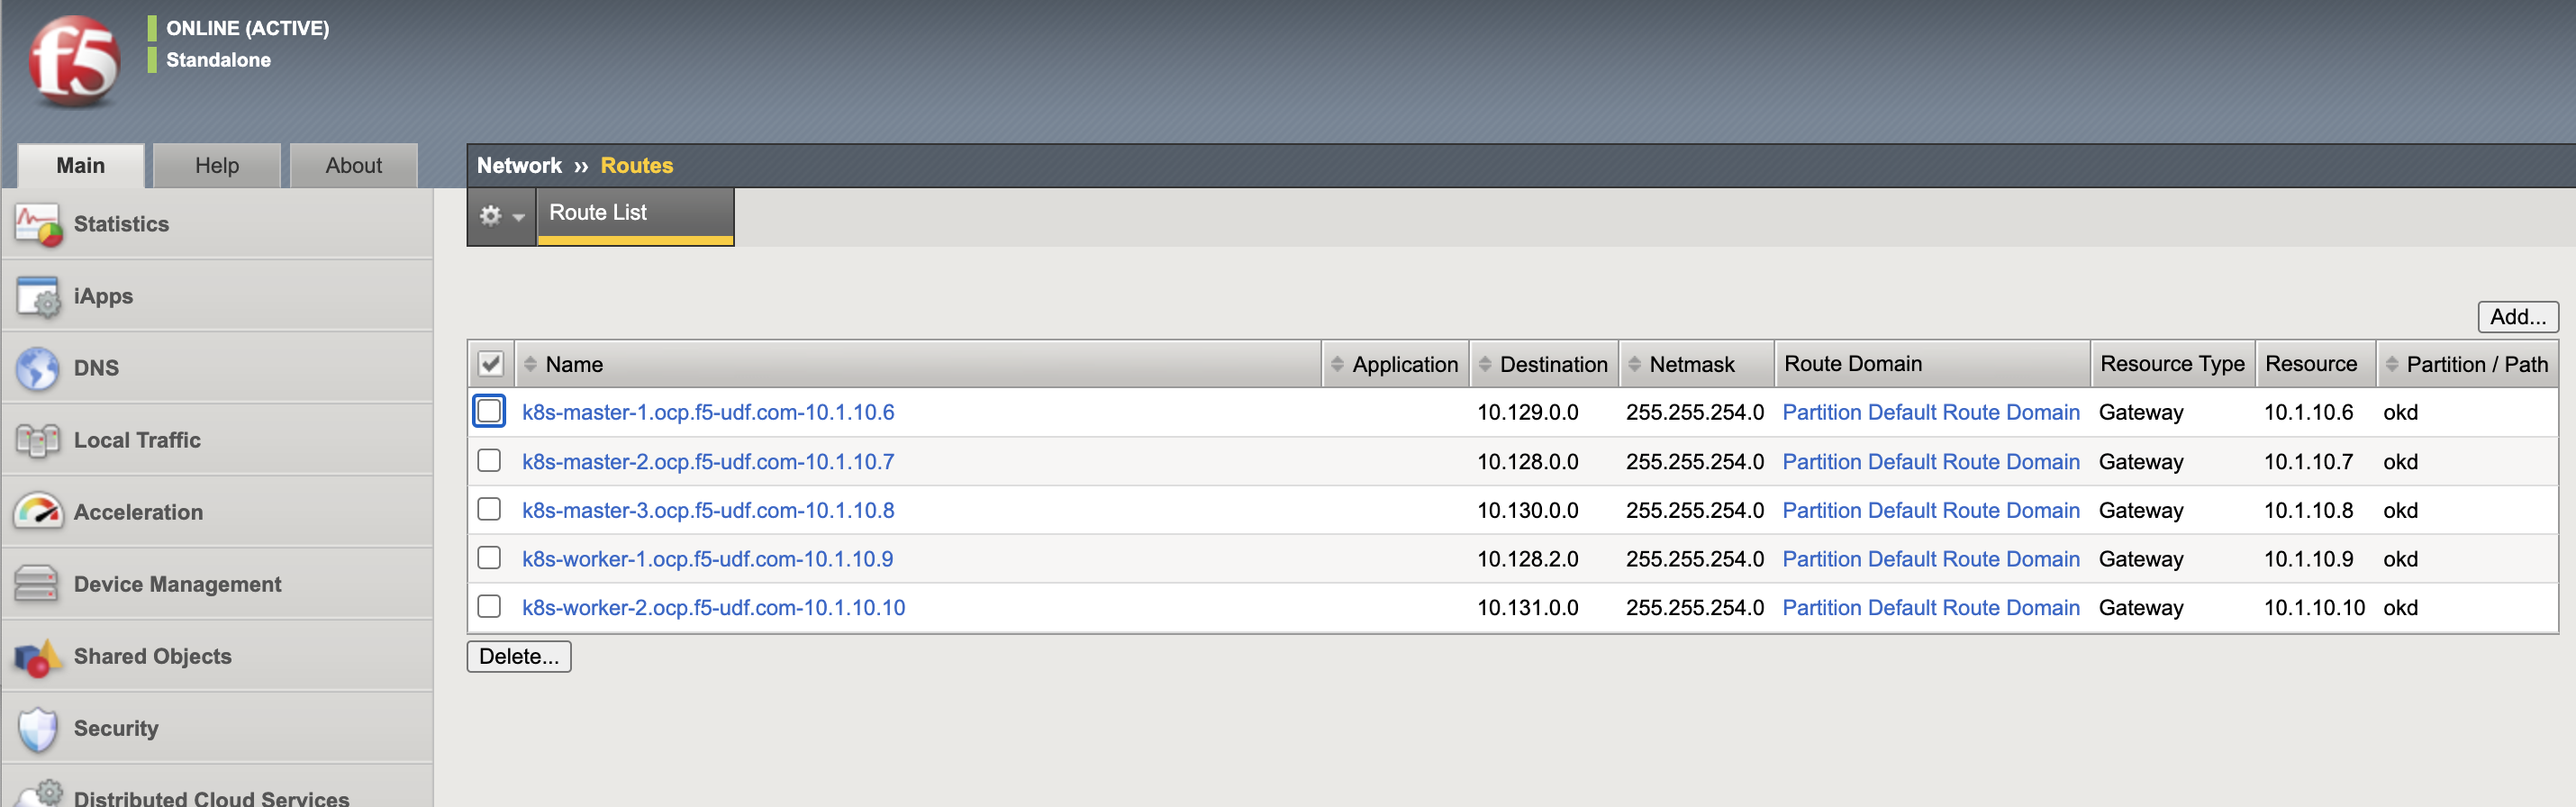 f5
ONLINE (ACTIVE)
Standalone
Main
Help
About
Network ›› Routes
Statistics
iApps
DNS
Local Traffic
Acceleration
Device Management
Shared Objects
Security
Distributed Cloud Services
Route List
Add...
Name Application Destination Netmask Route Domain Resource Type Resource Partition / Path
k8s-master-1.ocp.f5-udf.com-10.1.10.6 10.129.0.0 255.255.254.0 Partition Default Route Domain Gateway 10.1.10.6 okd
k8s-master-2.ocp.f5-udf.com-10.1.10.7 10.128.0.0 255.255.254.0 Partition Default Route Domain Gateway 10.1.10.7 okd
k8s-master-3.ocp.f5-udf.com-10.1.10.8 10.130.0.0 255.255.254.0 Partition Default Route Domain Gateway 10.1.10.8 okd
k8s-worker-1.ocp.f5-udf.com-10.1.10.9 10.128.2.0 255.255.254.0 Partition Default Route Domain Gateway 10.1.10.9 okd
k8s-worker-2.ocp.f5-udf.com-10.1.10.10 10.131.0.0 255.255.254.0 Partition Default Route Domain Gateway 10.1.10.10 okd
Delete...